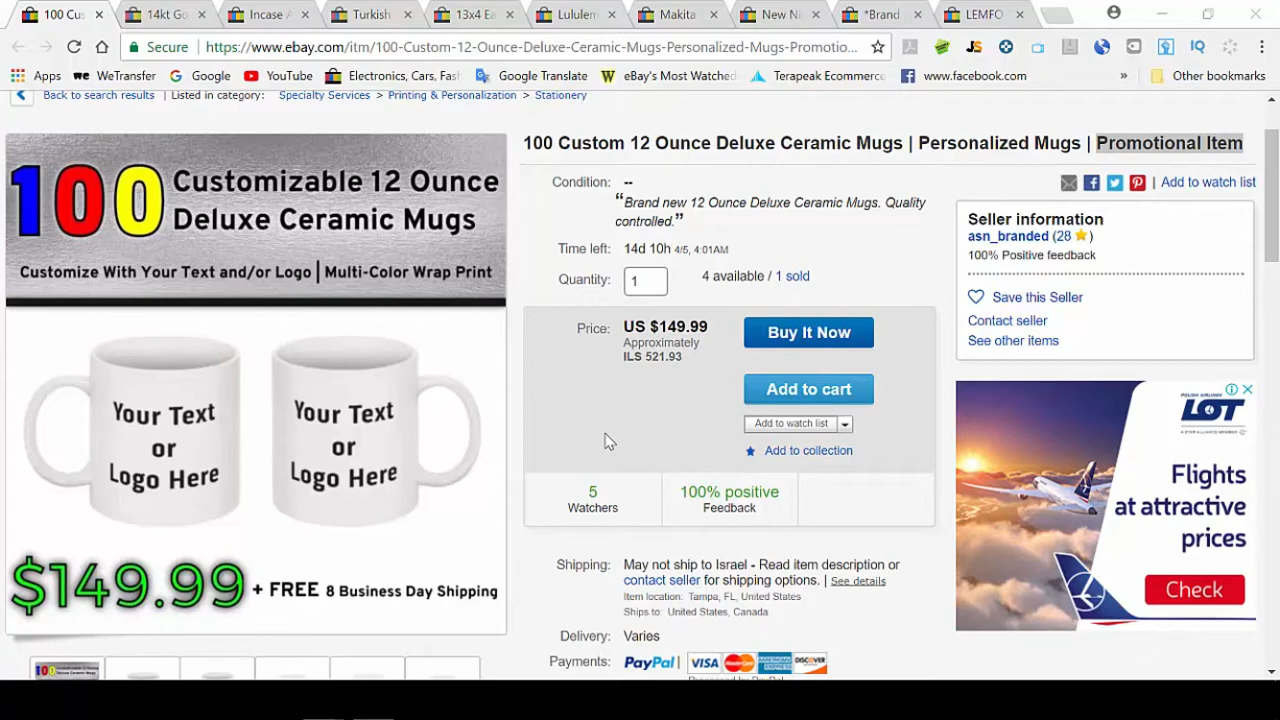 100 Cus
14kt Go
Incase A
Turkish
13x4 Ea
Lululem
Makita
New Ni
*Brand
LEMFO
Secure
https://www.ebay.com/itm/100-Custom-12-Ounce-Deluxe-Ceramic-Mugs-Personalized-Mugs-Promotio...
JS
IQ
Apps
WeTransfer
Google
YouTube
Electronics, Cars, Fa
Google Translate
eBay's Most Watched
Terapeak Ecommerce
www.facebook.com
»
Other bookmarks
Back to search results | Listed in category: Specialty Services > Printing & Personalization > Stationery
100 Customizable 12 Ounce
Deluxe Ceramic Mugs
Customize With Your Text and/or Logo | Multi-Color Wrap Print
Your Text
or
Logo Here
Your Text
or
Logo Here
$149.99 + FREE 8 Business Day Shipping
100 Custom 12 Ounce Deluxe Ceramic Mugs | Personalized Mugs | Promotional Item
Condition: --
“Brand new 12 Ounce Deluxe Ceramic Mugs. Quality
controlled.”
Time left: 14d 10h 4/5, 4:01AM
Quantity: 1 4 available / 1 sold
Price: US $149.99
Approximately
ILS 521.93
Buy It Now
Add to cart
Add to watch list
Add to collection
5
Watchers
100% positive
Feedback
Shipping: May not ship to Israel - Read item description or
contact seller for shipping options. | See details
Item location: Tampa, FL, United States
Ships to: United States, Canada
Delivery: Varies
Payments: PayPal VISA MasterCard AMERICAN EXPRESS DISCOVER
| Add to watch list
Seller information
asn_branded (28 )
100% Positive feedback
Save this Seller
Contact seller
See other items
POLISH AIRLINES
LOT
Flights
at attractive
prices
Check